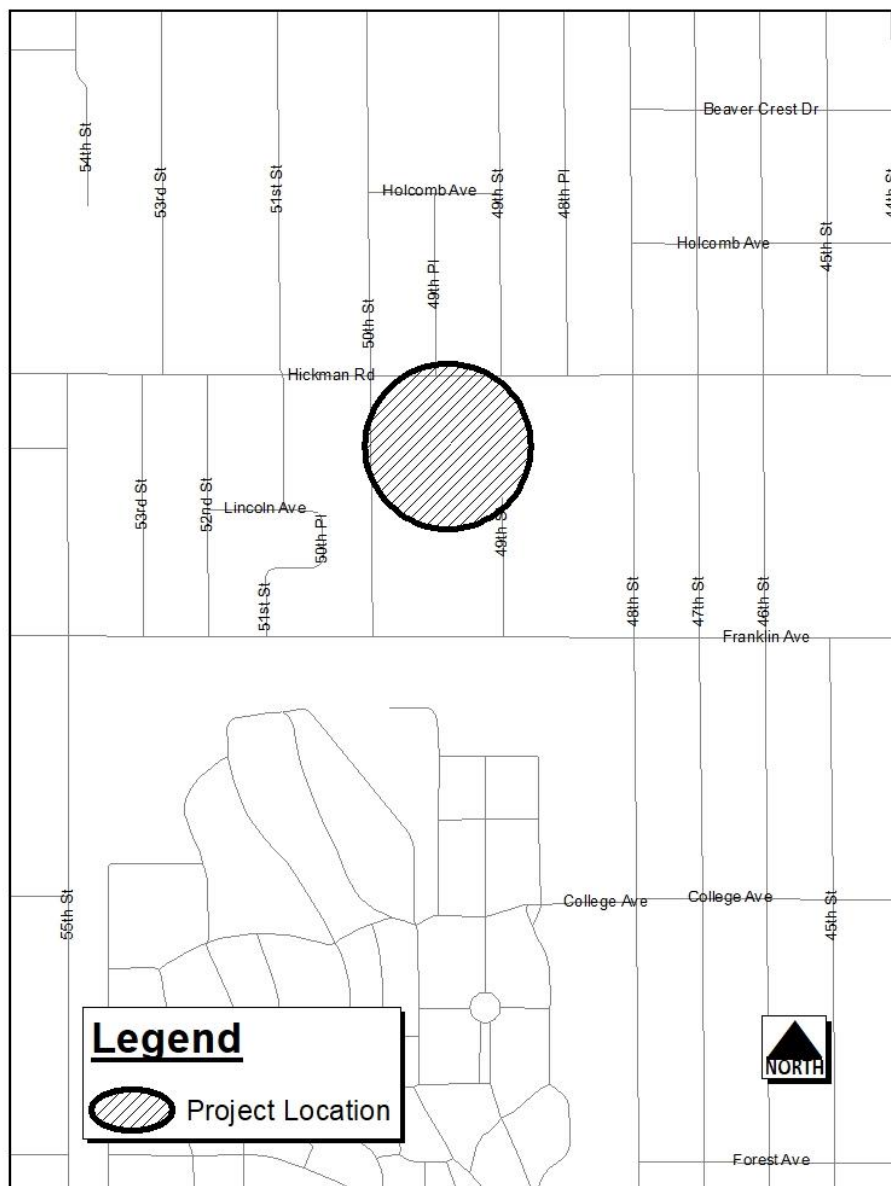 Beaver Crest Dr
54th St
53rd St
51st St
Holcomb Ave
49th St
48th Pl
44th St
Holcomb Ave
45th St
49th Pl
50th St
Hickman Rd
53rd St
52nd St
Lincoln Ave
50th Pl
49th St
51st St
48th St
47th St
46th St
Franklin Ave
55th St
College Ave
College Ave
45th St
Legend
Project Location
NORTH
Forest Ave